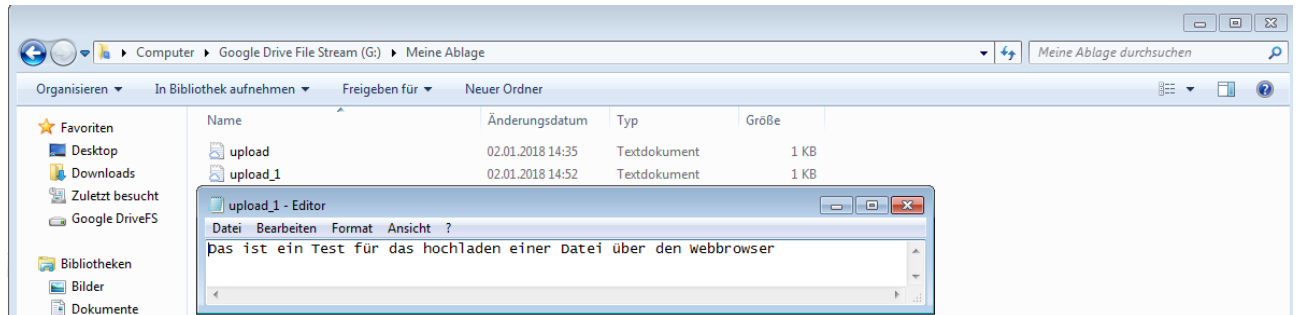 Computer Google Drive File Stream (G:) Meine Ablage Meine Ablage durchsuchen
Organisieren In Bibliothek aufnehmen Freigeben für Neuer Ordner ?
Favoriten
Desktop
Downloads
Zuletzt besucht
Google DriveFS
Bibliotheken
Bilder
Dokumente
Name Änderungsdatum Typ Größe
upload 02.01.2018 14:35 Textdokument 1 KB
upload_1 02.01.2018 14:52 Textdokument 1 KB
upload_1 - Editor
Datei Bearbeiten Format Ansicht ?
Das ist ein Test für das hochladen einer Datei über den Webbrowser